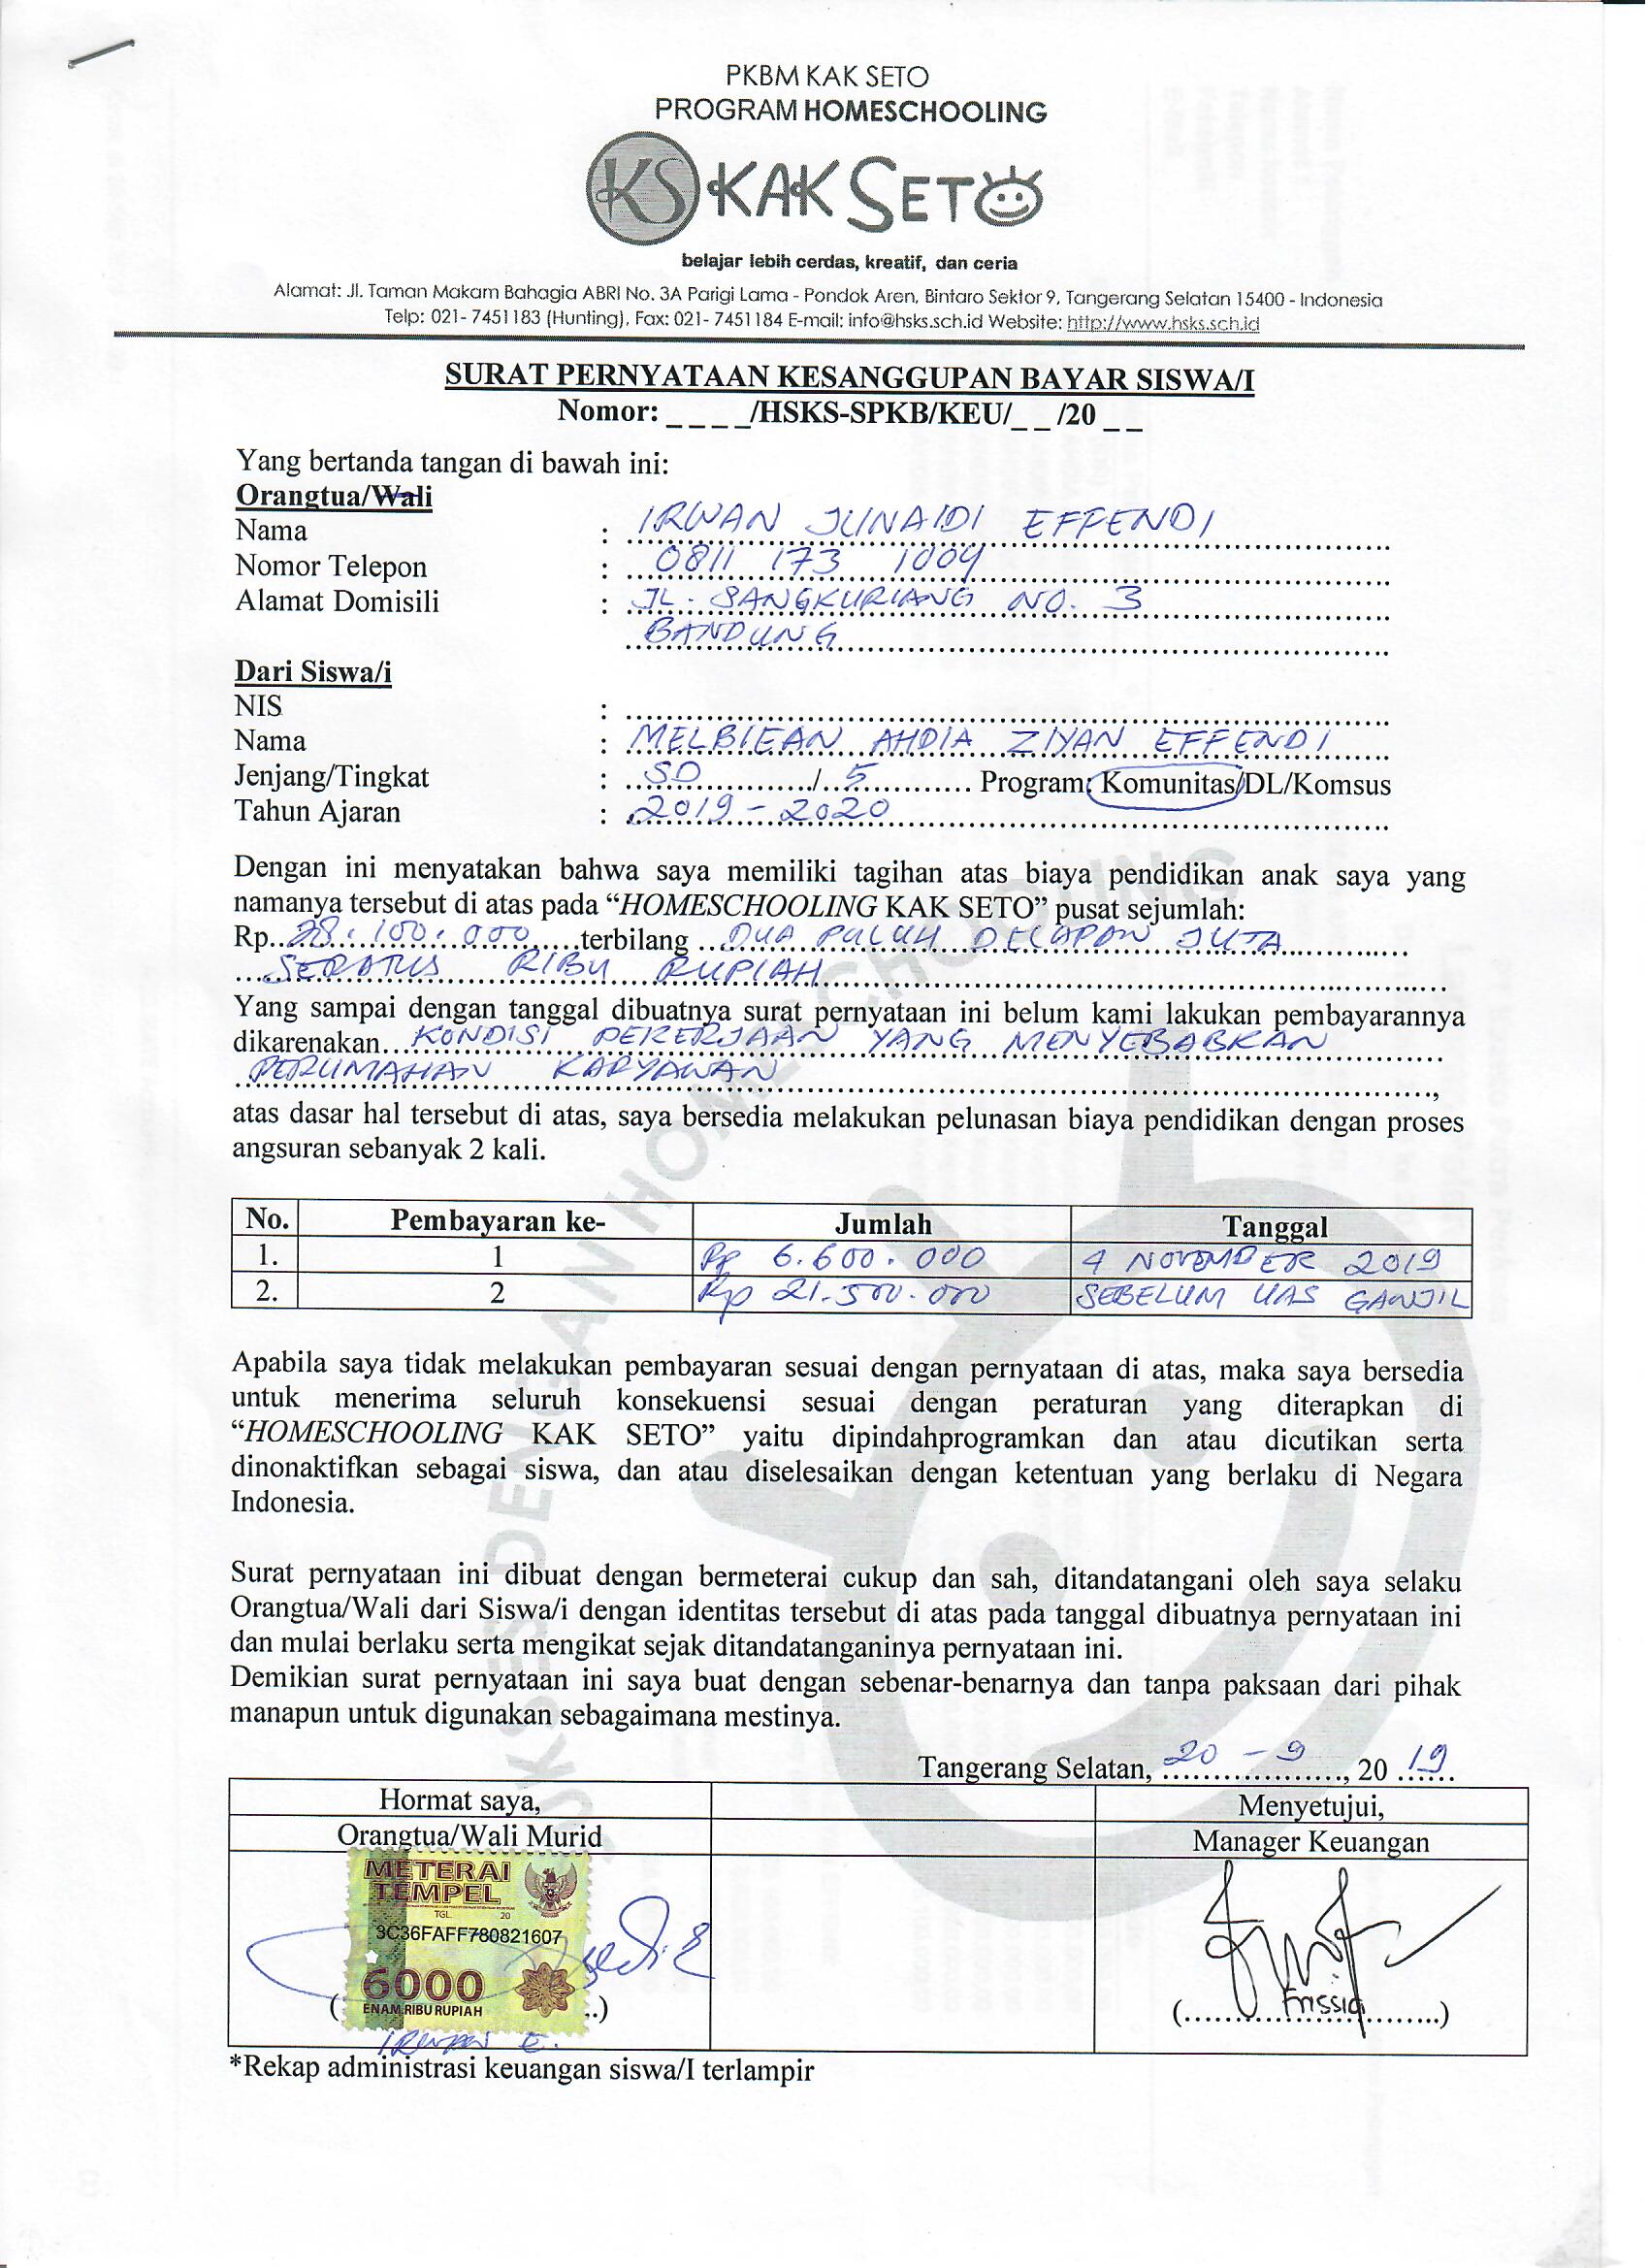 PKBM KAK SETO
PROGRAM HOMESCHOOLING
KS KAK SETO
belajar lebih cerdas, kreatif, dan ceria
Alamat: Jl. Taman Makam Bahagia ABRI No. 3A Parigi Lama - Pondok Aren, Bintaro Sektor 9, Tangerang Selatan 15400 - Indonesia
Telp: 021- 7451183 (Hunting), Fax: 021- 7451184 E-mail: info@hsks.sch.id Website: http://www.hsks.sch.id
SURAT PERNYATAAN KESANGGUPAN BAYAR SISWA/I
Nomor: _ _ _ _/HSKS-SPKB/KEU/_ _ /20 _ _
Yang bertanda tangan di bawah ini:
Orangtua/Wali
Nama : IRWAN JUNAIDI EFFENDI
Nomor Telepon : 0811 173 1004
Alamat Domisili : JL. SANGKURIANG NO. 3
BANDUNG
Dari Siswa/i
NIS :
Nama : MELBIEAN AHDIA ZIYAN EFFENDI
Jenjang/Tingkat : SD / 5 Program: Komunitas/DL/Komsus
Tahun Ajaran : 2019 - 2020
Dengan ini menyatakan bahwa saya memiliki tagihan atas biaya pendidikan anak saya yang
namanya tersebut di atas pada “HOMESCHOOLING KAK SETO” pusat sejumlah:
Rp. 28.100.000 terbilang DUA PULUH DELAPAN JUTA
SERATUS RIBU RUPIAH
Yang sampai dengan tanggal dibuatnya surat pernyataan ini belum kami lakukan pembayarannya
dikarenakan KONDISI PEKERJAAN YANG MENYEBABKAN
PERUMAHAN KARYAWAN ,
atas dasar hal tersebut di atas, saya bersedia melakukan pelunasan biaya pendidikan dengan proses
angsuran sebanyak 2 kali.
No. Pembayaran ke- Jumlah Tanggal
1. 1 Rp 6.600.000 4 NOVEMBER 2019
2. 2 Rp 21.500.000 SEBELUM UAS GANJIL
Apabila saya tidak melakukan pembayaran sesuai dengan pernyataan di atas, maka saya bersedia
untuk menerima seluruh konsekuensi sesuai dengan peraturan yang diterapkan di
“HOMESCHOOLING KAK SETO” yaitu dipindahprogramkan dan atau dicutikan serta
dinonaktifkan sebagai siswa, dan atau diselesaikan dengan ketentuan yang berlaku di Negara
Indonesia.
Surat pernyataan ini dibuat dengan bermeterai cukup dan sah, ditandatangani oleh saya selaku
Orangtua/Wali dari Siswa/i dengan identitas tersebut di atas pada tanggal dibuatnya pernyataan ini
dan mulai berlaku serta mengikat sejak ditandatanganinya pernyataan ini.
Demikian surat pernyataan ini saya buat dengan sebenar-benarnya dan tanpa paksaan dari pihak
manapun untuk digunakan sebagaimana mestinya.
Tangerang Selatan, 20 - 9, 20 19
Hormat saya, Menyetujui,
Orangtua/Wali Murid Manager Keuangan
METERAI
TEMPEL
TGL. 20
3C36FAFF780821607
6000
ENAM RIBU RUPIAH
(..) (Frissia)
IRWAN E.
*Rekap administrasi keuangan siswa/I terlampir